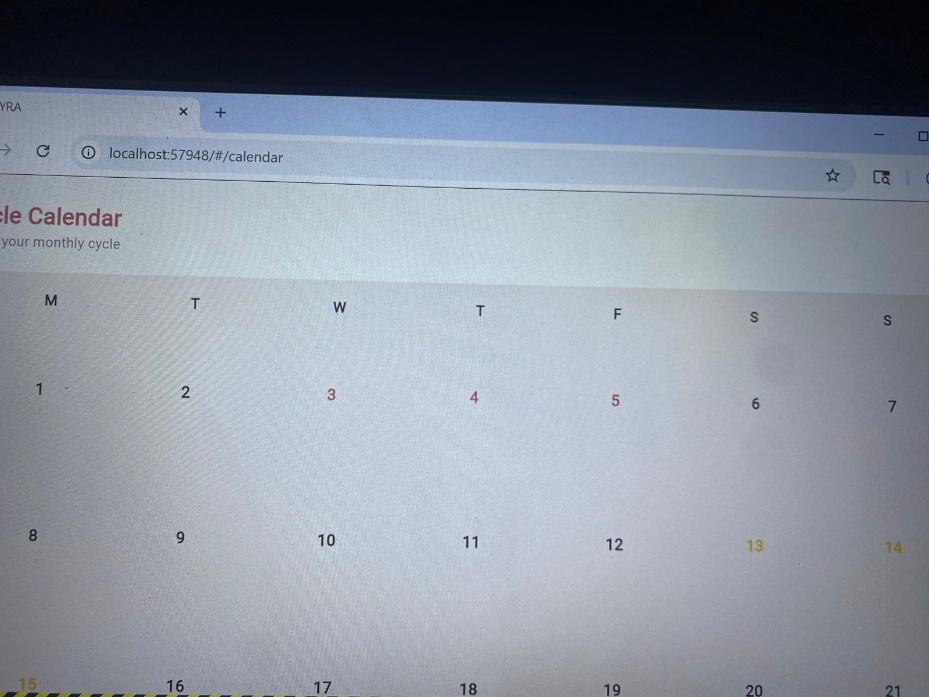 YRA
localhost:57948/#/calendar
cle Calendar
your monthly cycle
M T W T F S S
1 2 3 4 5 6 7
8 9 10 11 12 13 14
15 16 17 18 19 20 21